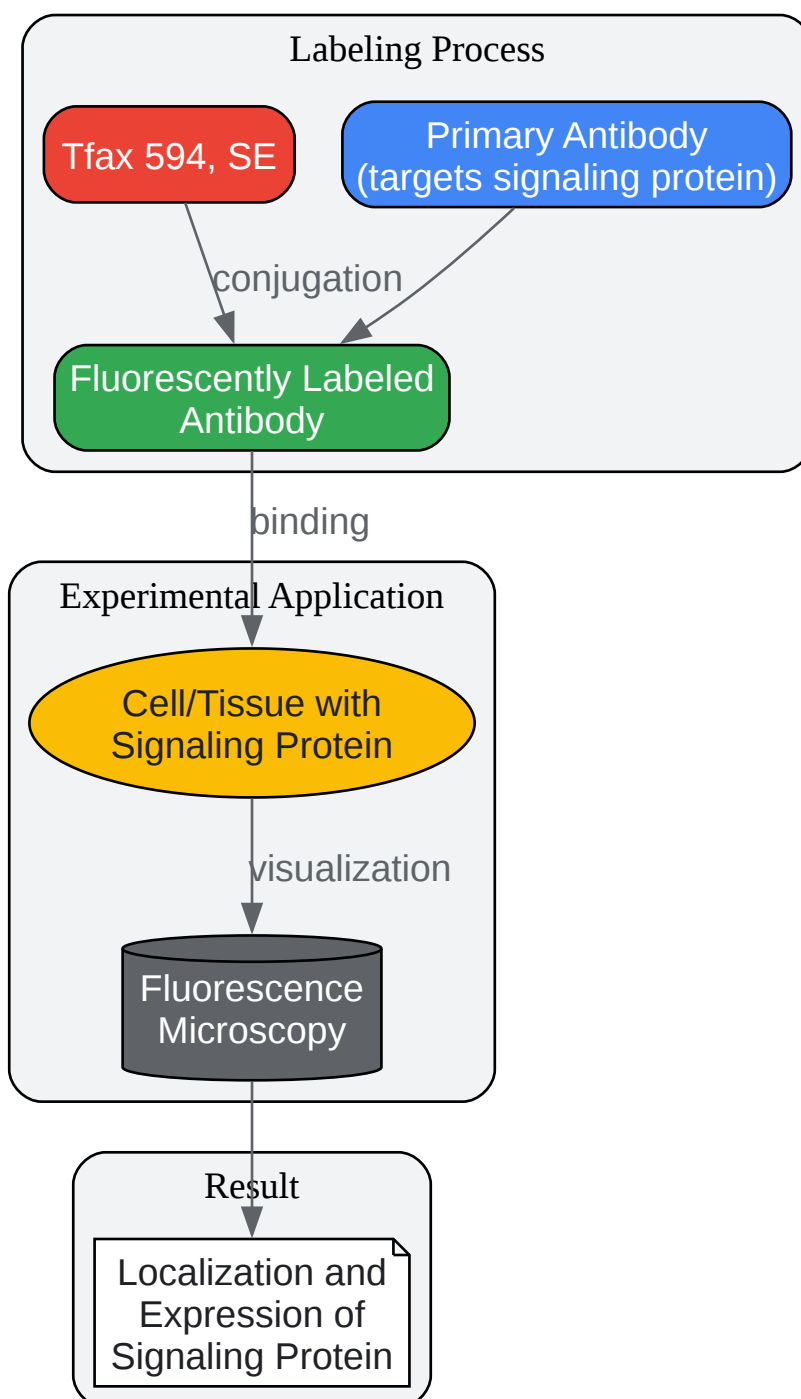 Labeling Process
Tfax 594, SE
Primary Antibody
(targets signaling protein)
conjugation
Fluorescently Labeled
Antibody
binding
Experimental Application
Cell/Tissue with
Signaling Protein
visualization
Fluorescence
Microscopy
Result
Localization and
Expression of
Signaling Protein